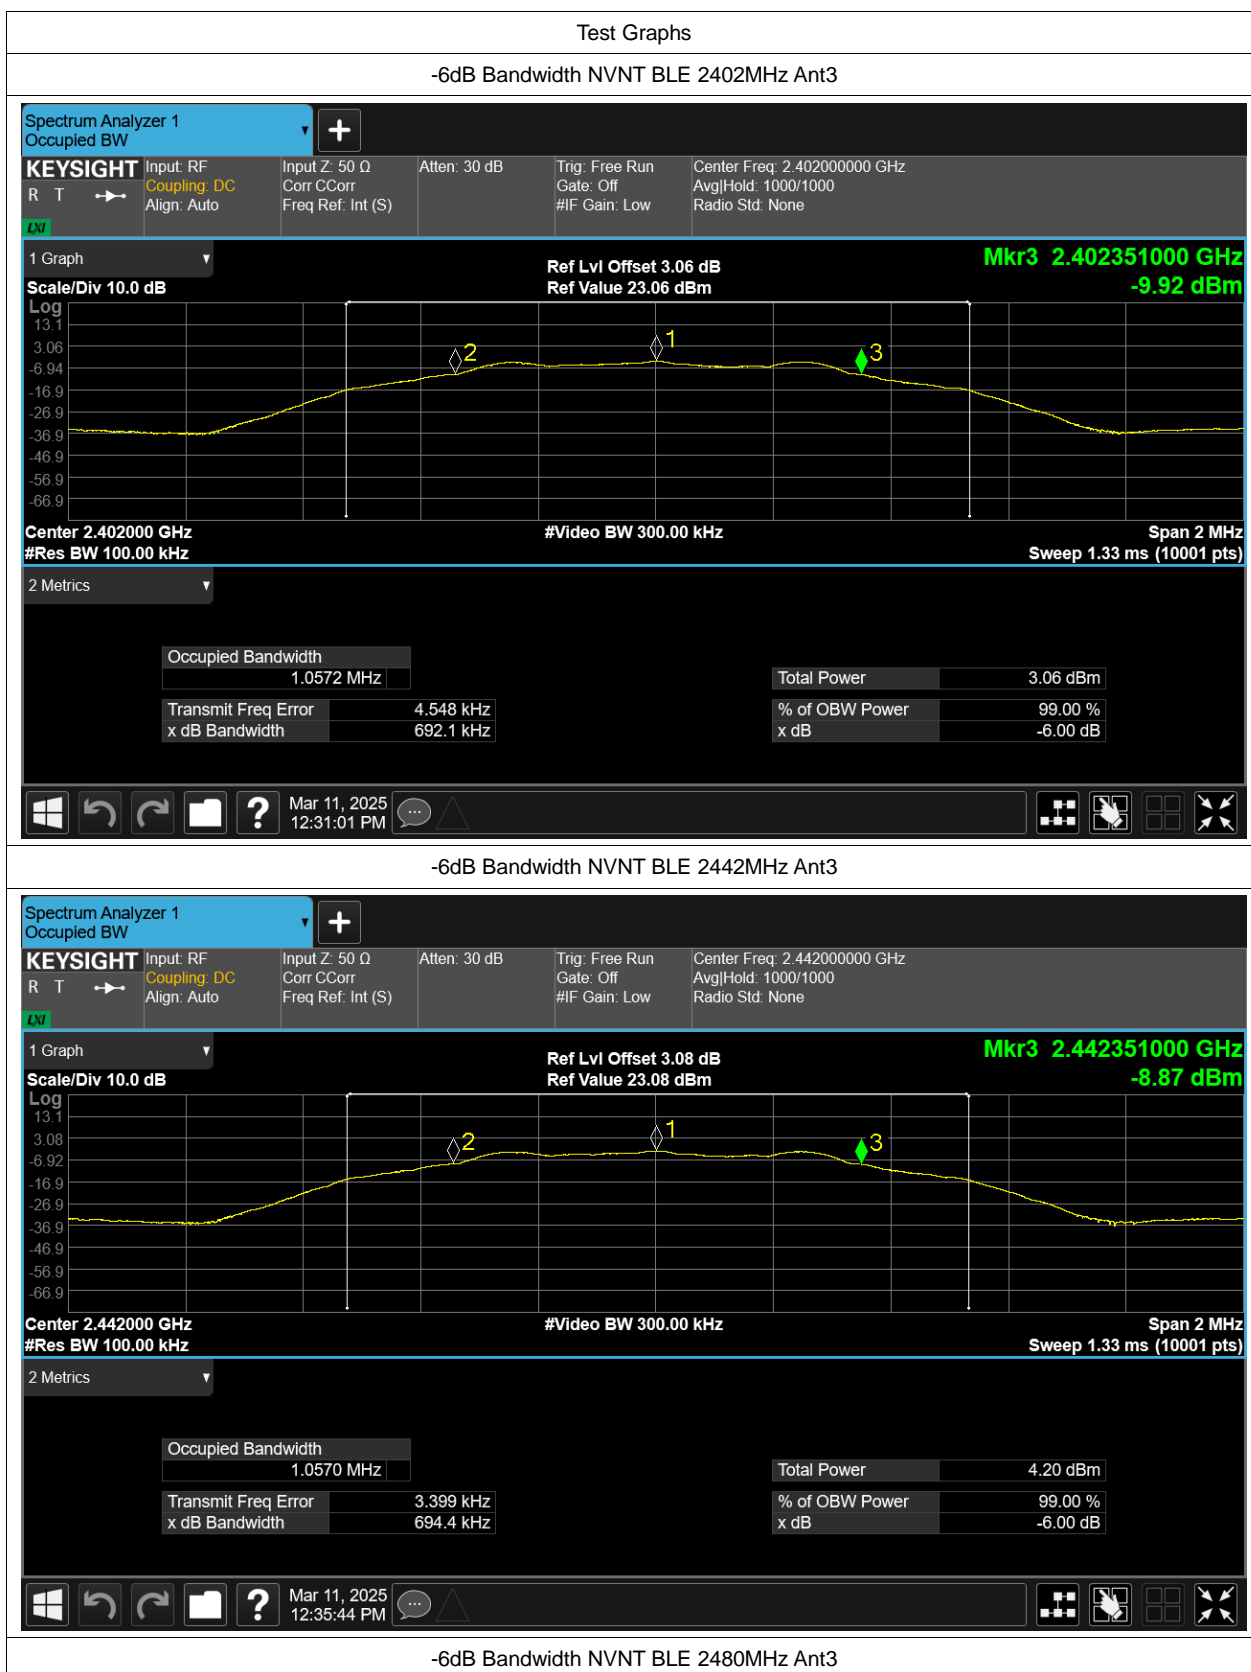 Test Graphs
-6dB Bandwidth NVNT BLE 2402MHz Ant3
Spectrum Analyzer 1
Occupied BW
KEYSIGHT Input: RF Input Z: 50 Ω Atten: 30 dB Trig: Free Run Center Freq: 2.402000000 GHz
R T Coupling: DC Corr CCorr Gate: Off Avg|Hold: 1000/1000
Align: Auto Freq Ref: Int (S) #IF Gain: Low Radio Std: None
LXI
1 Graph
Ref Lvl Offset 3.06 dB Mkr3 2.402351000 GHz
Scale/Div 10.0 dB Ref Value 23.06 dBm -9.92 dBm
Log
13.1
3.06
-6.94
-16.9
-26.9
-36.9
-46.9
-56.9
-66.9
2
1
3
Center 2.402000 GHz #Video BW 300.00 kHz Span 2 MHz
#Res BW 100.00 kHz Sweep 1.33 ms (10001 pts)
2 Metrics
Occupied Bandwidth
1.0572 MHz Total Power 3.06 dBm
Transmit Freq Error 4.548 kHz % of OBW Power 99.00 %
x dB Bandwidth 692.1 kHz x dB -6.00 dB
Mar 11, 2025
12:31:01 PM
-6dB Bandwidth NVNT BLE 2442MHz Ant3
Spectrum Analyzer 1
Occupied BW
KEYSIGHT Input: RF Input Z: 50 Ω Atten: 30 dB Trig: Free Run Center Freq: 2.442000000 GHz
R T Coupling: DC Corr CCorr Gate: Off Avg|Hold: 1000/1000
Align: Auto Freq Ref: Int (S) #IF Gain: Low Radio Std: None
LXI
1 Graph
Ref Lvl Offset 3.08 dB Mkr3 2.442351000 GHz
Scale/Div 10.0 dB Ref Value 23.08 dBm -8.87 dBm
Log
13.1
3.08
-6.92
-16.9
-26.9
-36.9
-46.9
-56.9
-66.9
2
1
3
Center 2.442000 GHz #Video BW 300.00 kHz Span 2 MHz
#Res BW 100.00 kHz Sweep 1.33 ms (10001 pts)
2 Metrics
Occupied Bandwidth
1.0570 MHz Total Power 4.20 dBm
Transmit Freq Error 3.399 kHz % of OBW Power 99.00 %
x dB Bandwidth 694.4 kHz x dB -6.00 dB
Mar 11, 2025
12:35:44 PM
-6dB Bandwidth NVNT BLE 2480MHz Ant3